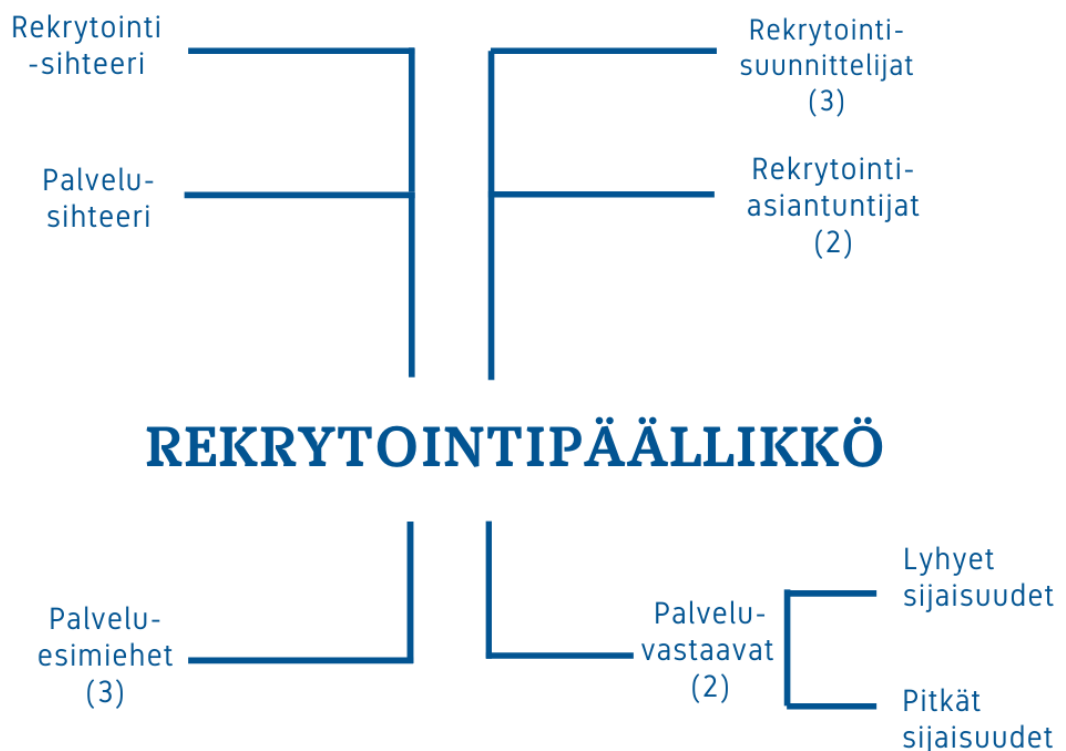 Rekrytointi
-sihteeri
Rekrytointi-
suunnittelijat
(3)
Palvelu-
sihteeri
Rekrytointi-
asiantuntijat
(2)
REKRYTOINTIPÄÄLLIKKÖ
Palvelu-
esimiehet
(3)
Palvelu-
vastaavat
(2)
Lyhyet
sijaisuudet
Pitkät
sijaisuudet